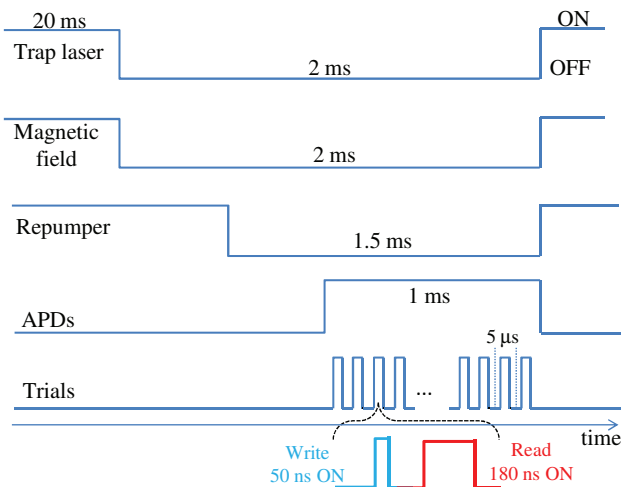 20 ms
ON
Trap laser
2 ms
OFF
Magnetic
field
2 ms
Repumper
1.5 ms
APDs
1 ms
5 μs
Trials
...
time
Write
50 ns ON
Read
180 ns ON